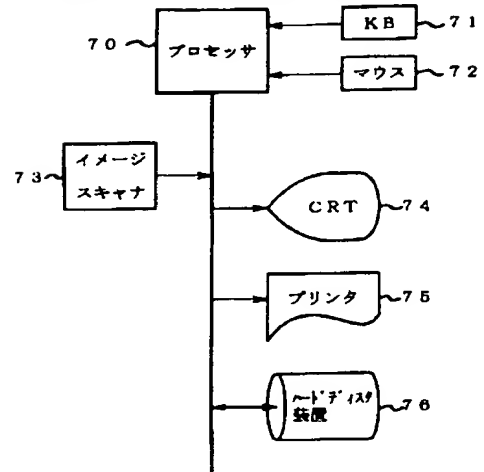 70
プロセッサ
KB
71
マウス
72
73
イメージ
スキャナ
CRT
74
プリンタ
75
ハードディスク
装置
76